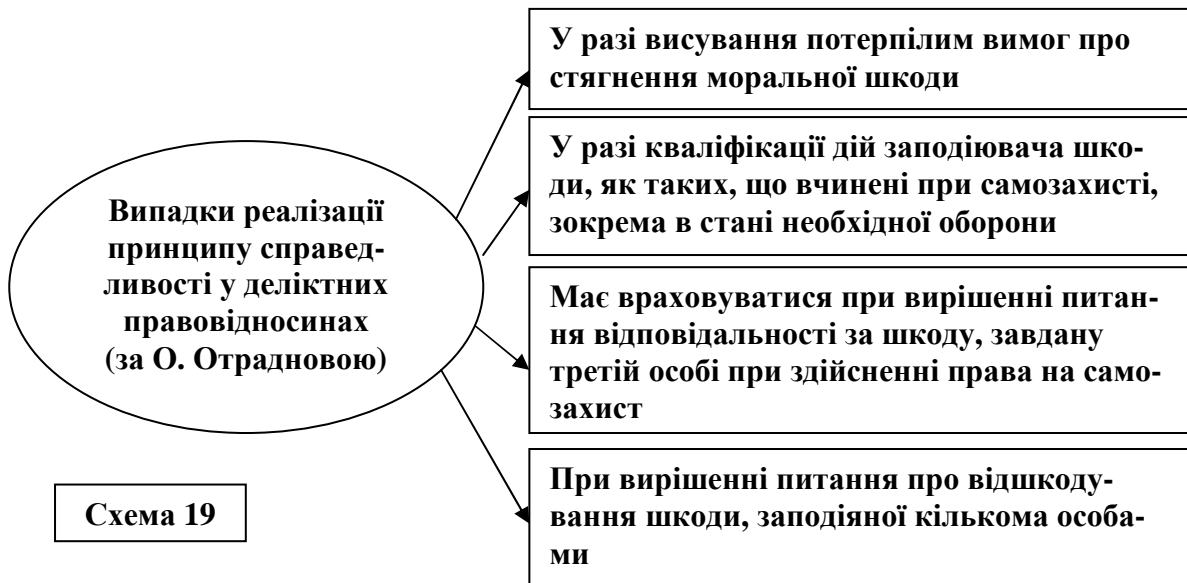 Випадки реалізації
принципу справед-
ливості у деліктних
правовідносинах
(за О. Отрадновою)
У разі висування потерпілим вимог про
стягнення моральної шкоди
У разі кваліфікації дій заподіювача шко-
ди, як таких, що вчинені при самозахисті,
зокрема в стані необхідної оборони
Має враховуватися при вирішенні питан-
ня відповідальності за шкоду, завдану
третій особі при здійсненні права на само-
захист
При вирішенні питання про відшкоду-
вання шкоди, заподіяної кількома особа-
ми
Схема 19